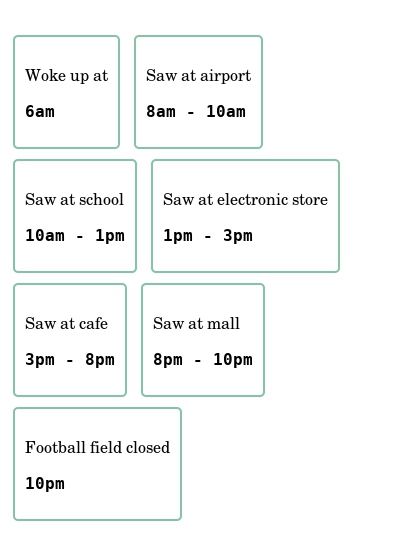 Woke up at
6am
Saw at airport
8am - 10am
Saw at school
10am - 1pm
Saw at electronic store
1pm - 3pm
Saw at cafe
3pm - 8pm
Saw at mall
8pm - 10pm
Football field closed
10pm